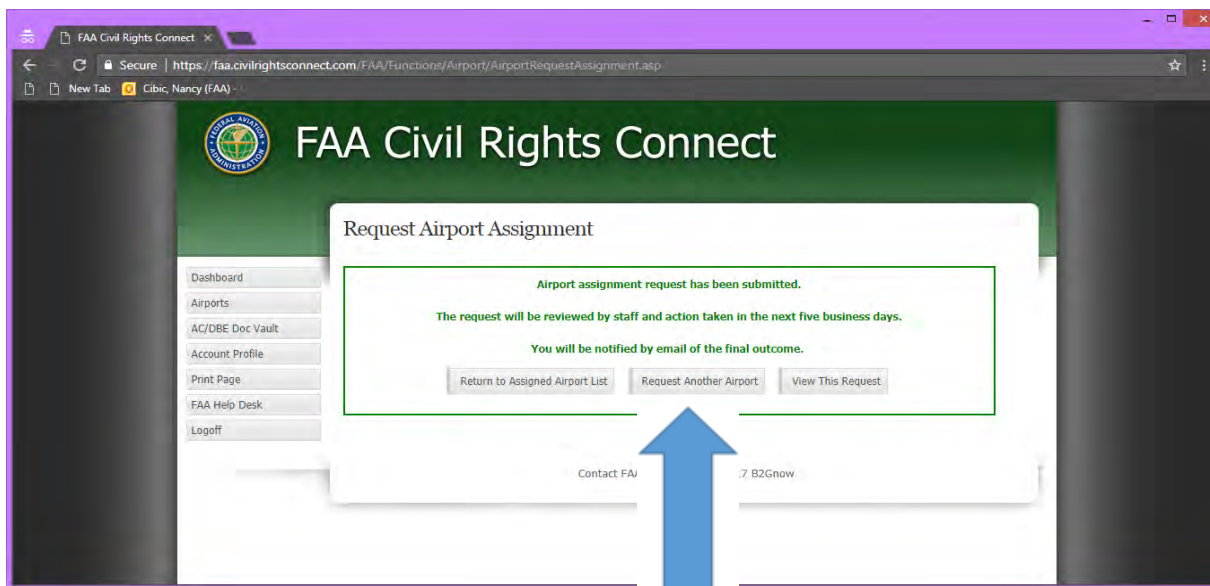 FAA Civil Rights Connect
Secure | https://faa.civilrightsconnect.com/FAA/Functions/Airport/AirportRequestAssignment.asp
New Tab Cibic, Nancy (FAA) -
FEDERAL AVIATION ADMINISTRATION
FAA Civil Rights Connect
Request Airport Assignment
Dashboard
Airports
AC/DBE Doc Vault
Account Profile
Print Page
FAA Help Desk
Logoff
Airport assignment request has been submitted.
The request will be reviewed by staff and action taken in the next five business days.
You will be notified by email of the final outcome.
Return to Assigned Airport List Request Another Airport View This Request
Contact FA
7 B2Gnow